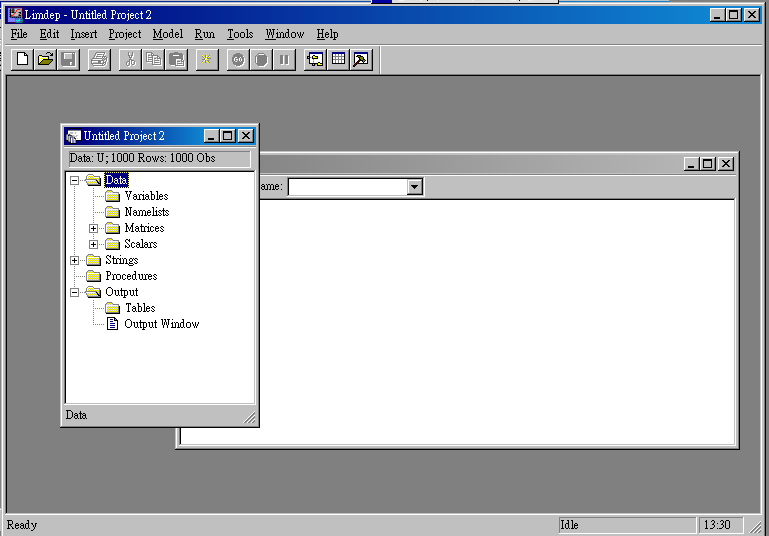 Limdep - Untitled Project 2
File Edit Insert Project Model Run Tools Window Help
GO
Untitled Project 2
Data: U; 1000 Rows: 1000 Obs
ame:
Data
Variables
Namelists
Matrices
Scalars
Strings
Procedures
Output
Tables
Output Window
Data
Ready Idle 13:30